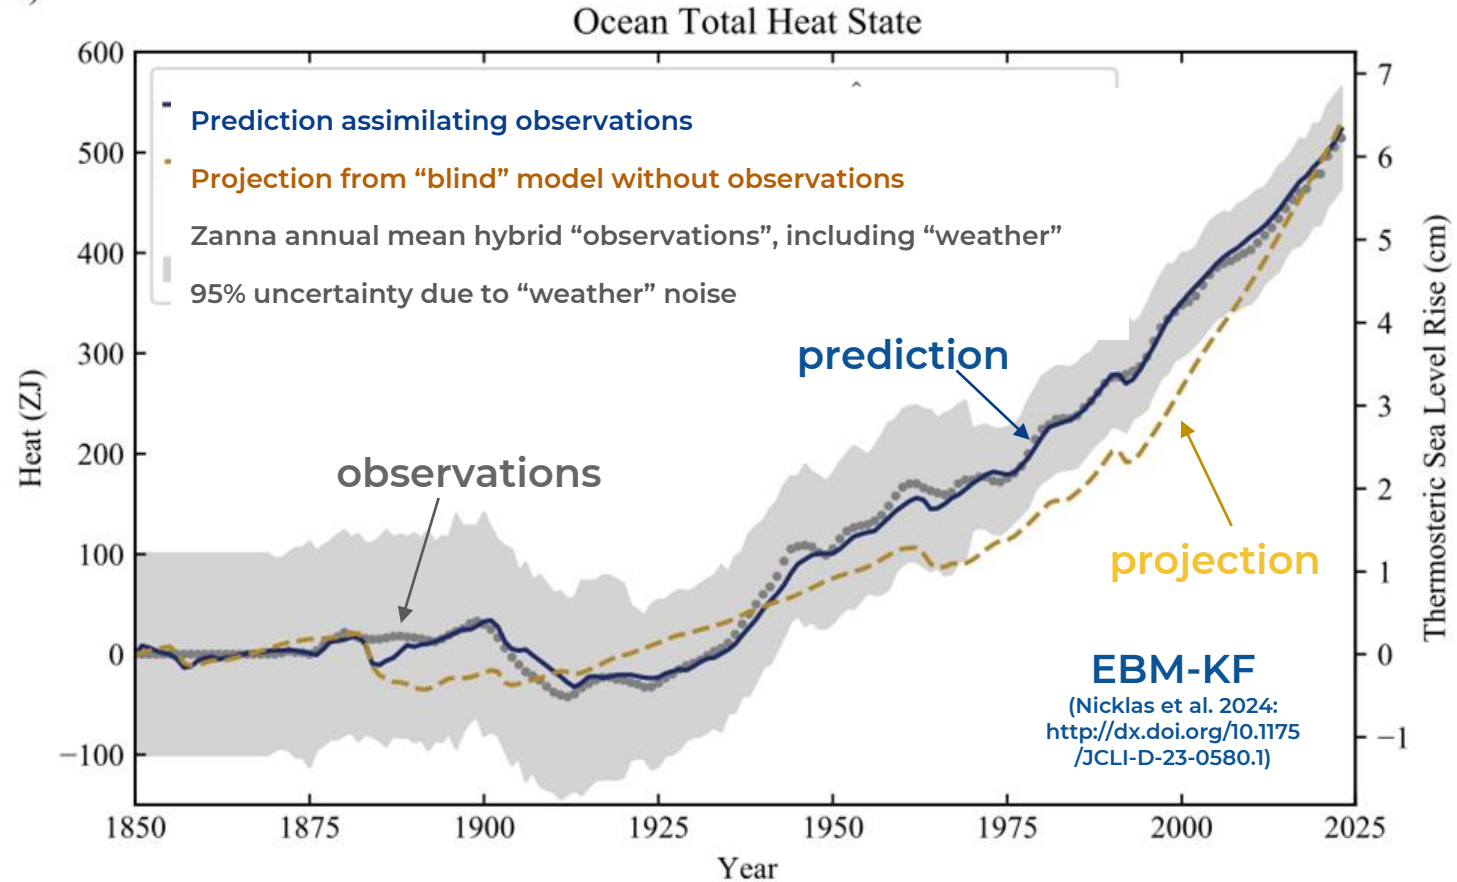 Ocean Total Heat State
600
500
400
300
200
100
0
−100
Heat (ZJ)
Prediction assimilating observations
Projection from “blind” model without observations
Zanna annual mean hybrid “observations”, including “weather”
95% uncertainty due to “weather” noise
prediction
observations
projection
EBM-KF
(Nicklas et al. 2024:
http://dx.doi.org/10.1175
/JCLI-D-23-0580.1)
7
6
5
4
3
2
1
0
−1
Thermosteric Sea Level Rise (cm)
1850 1875 1900 1925 1950 1975 2000 2025
Year